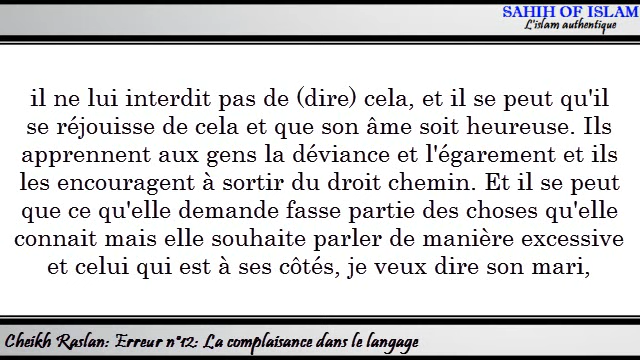 SAHIH OF ISLAM
L'islam authentique
il ne lui interdit pas de (dire) cela, et il se peut qu'il
se réjouisse de cela et que son âme soit heureuse. Ils
apprennent aux gens la déviance et l'égarement et ils
les encouragent à sortir du droit chemin. Et il se peut
que ce qu'elle demande fasse partie des choses qu'elle
connait mais elle souhaite parler de manière excessive
et celui qui est à ses côtés, je veux dire son mari,
Cheikh Raslan: Erreur n°12: La complaisance dans le langage